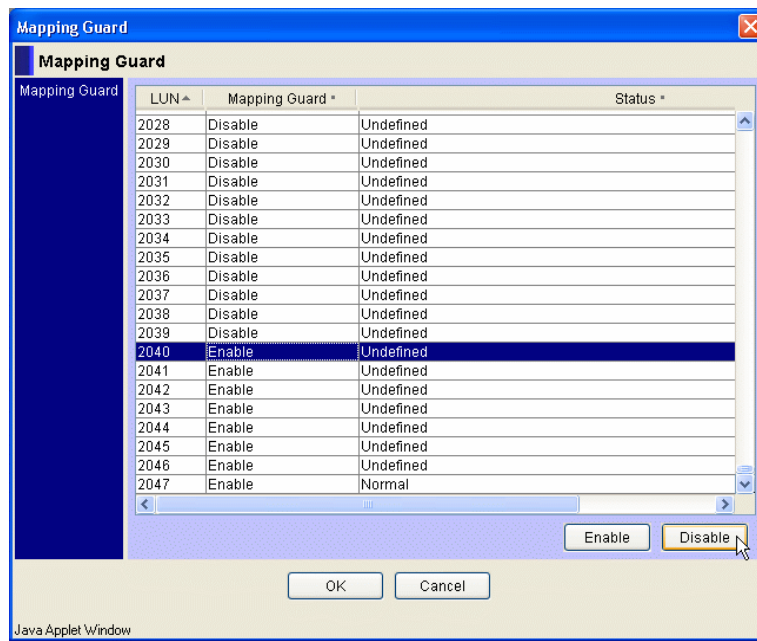 Mapping Guard
Mapping Guard
Mapping Guard
LUN Mapping Guard * Status *
2028 Disable Undefined
2029 Disable Undefined
2030 Disable Undefined
2031 Disable Undefined
2032 Disable Undefined
2033 Disable Undefined
2034 Disable Undefined
2035 Disable Undefined
2036 Disable Undefined
2037 Disable Undefined
2038 Disable Undefined
2039 Disable Undefined
2040 Enable Undefined
2041 Enable Undefined
2042 Enable Undefined
2043 Enable Undefined
2044 Enable Undefined
2045 Enable Undefined
2046 Enable Undefined
2047 Enable Normal
Enable Disable
OK Cancel
Java Applet Window